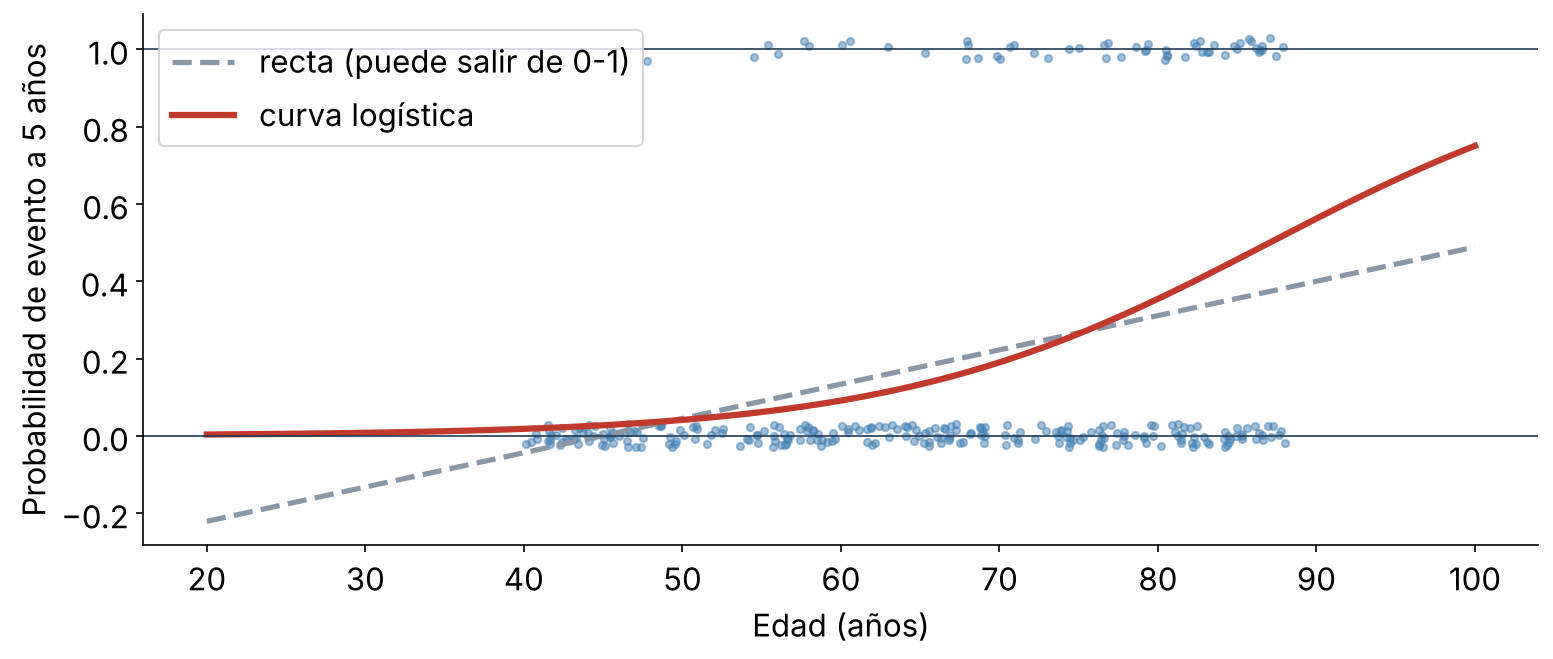 1.0
0.8
0.6
0.4
0.2
0.0
−0.2
Probabilidad de evento a 5 años
recta (puede salir de 0-1)
curva logística
20 30 40 50 60 70 80 90 100
Edad (años)